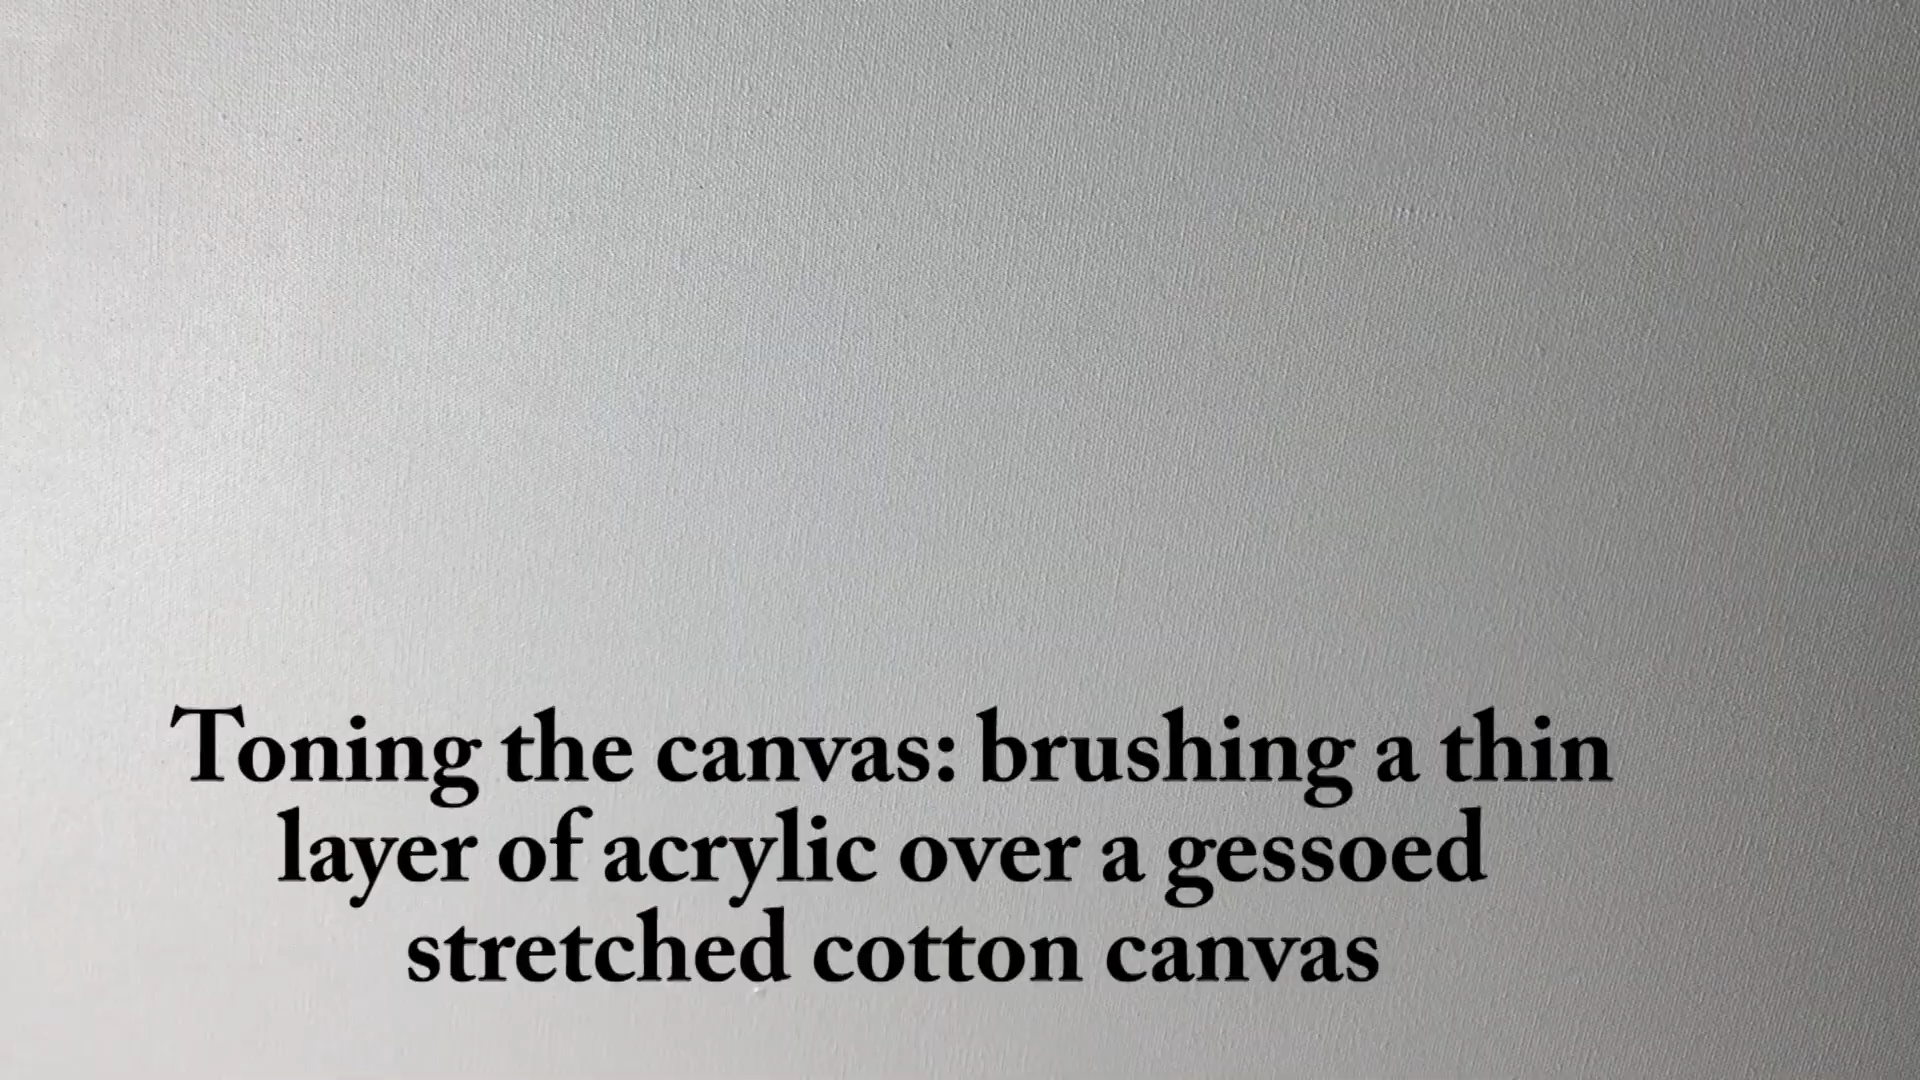 Toning the canvas: brushing a thin
layer of acrylic over a gessoed
stretched cotton canvas